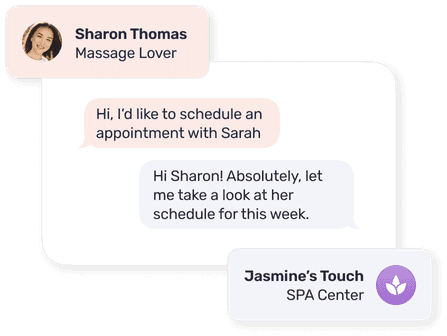 Sharon Thomas
Massage Lover
Hi, I'd like to schedule an
appointment with Sarah
Hi Sharon! Absolutely, let
me take a look at her
schedule for this week.
Jasmine's Touch
SPA Center